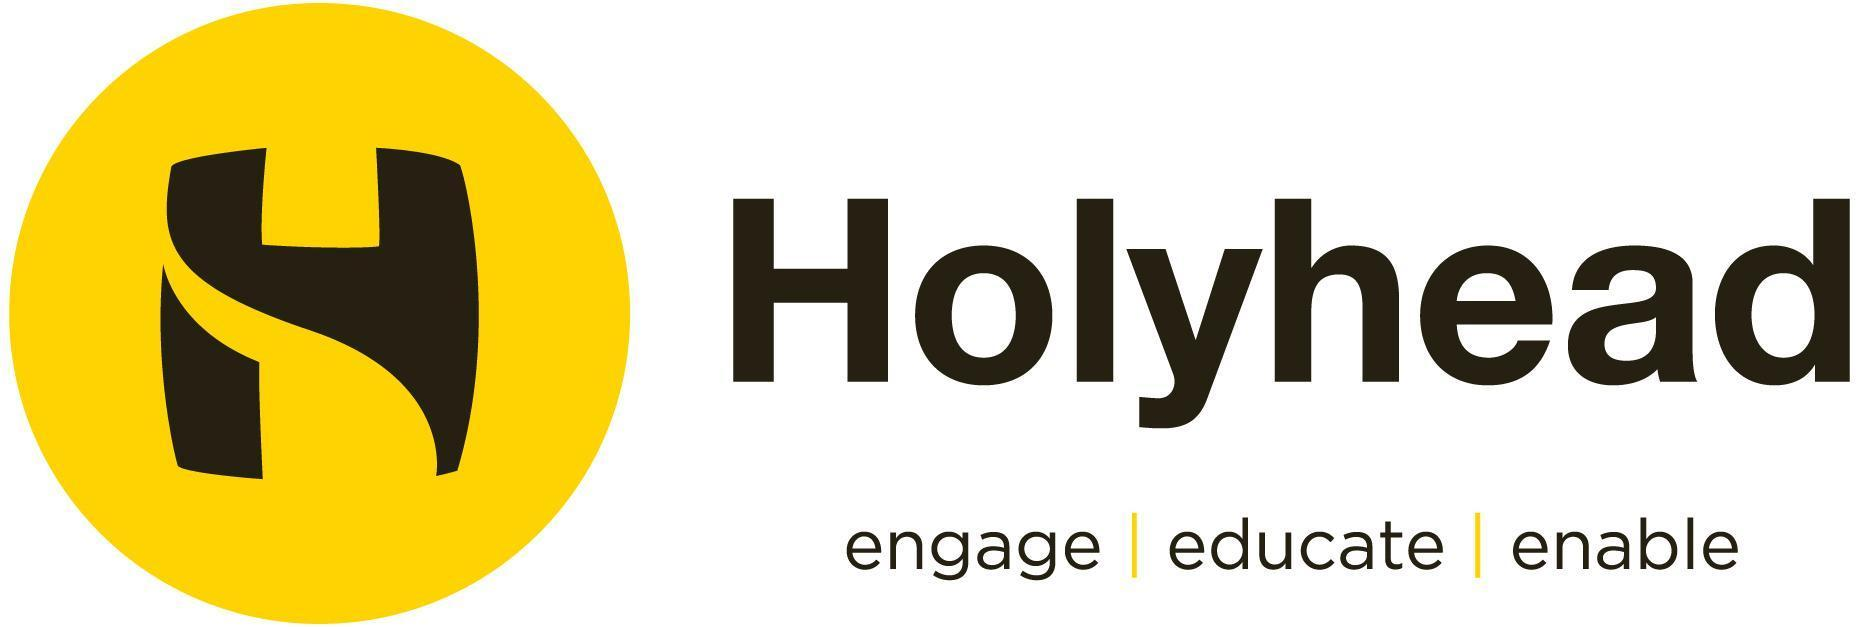 H
Holyhead
engage | educate | enable